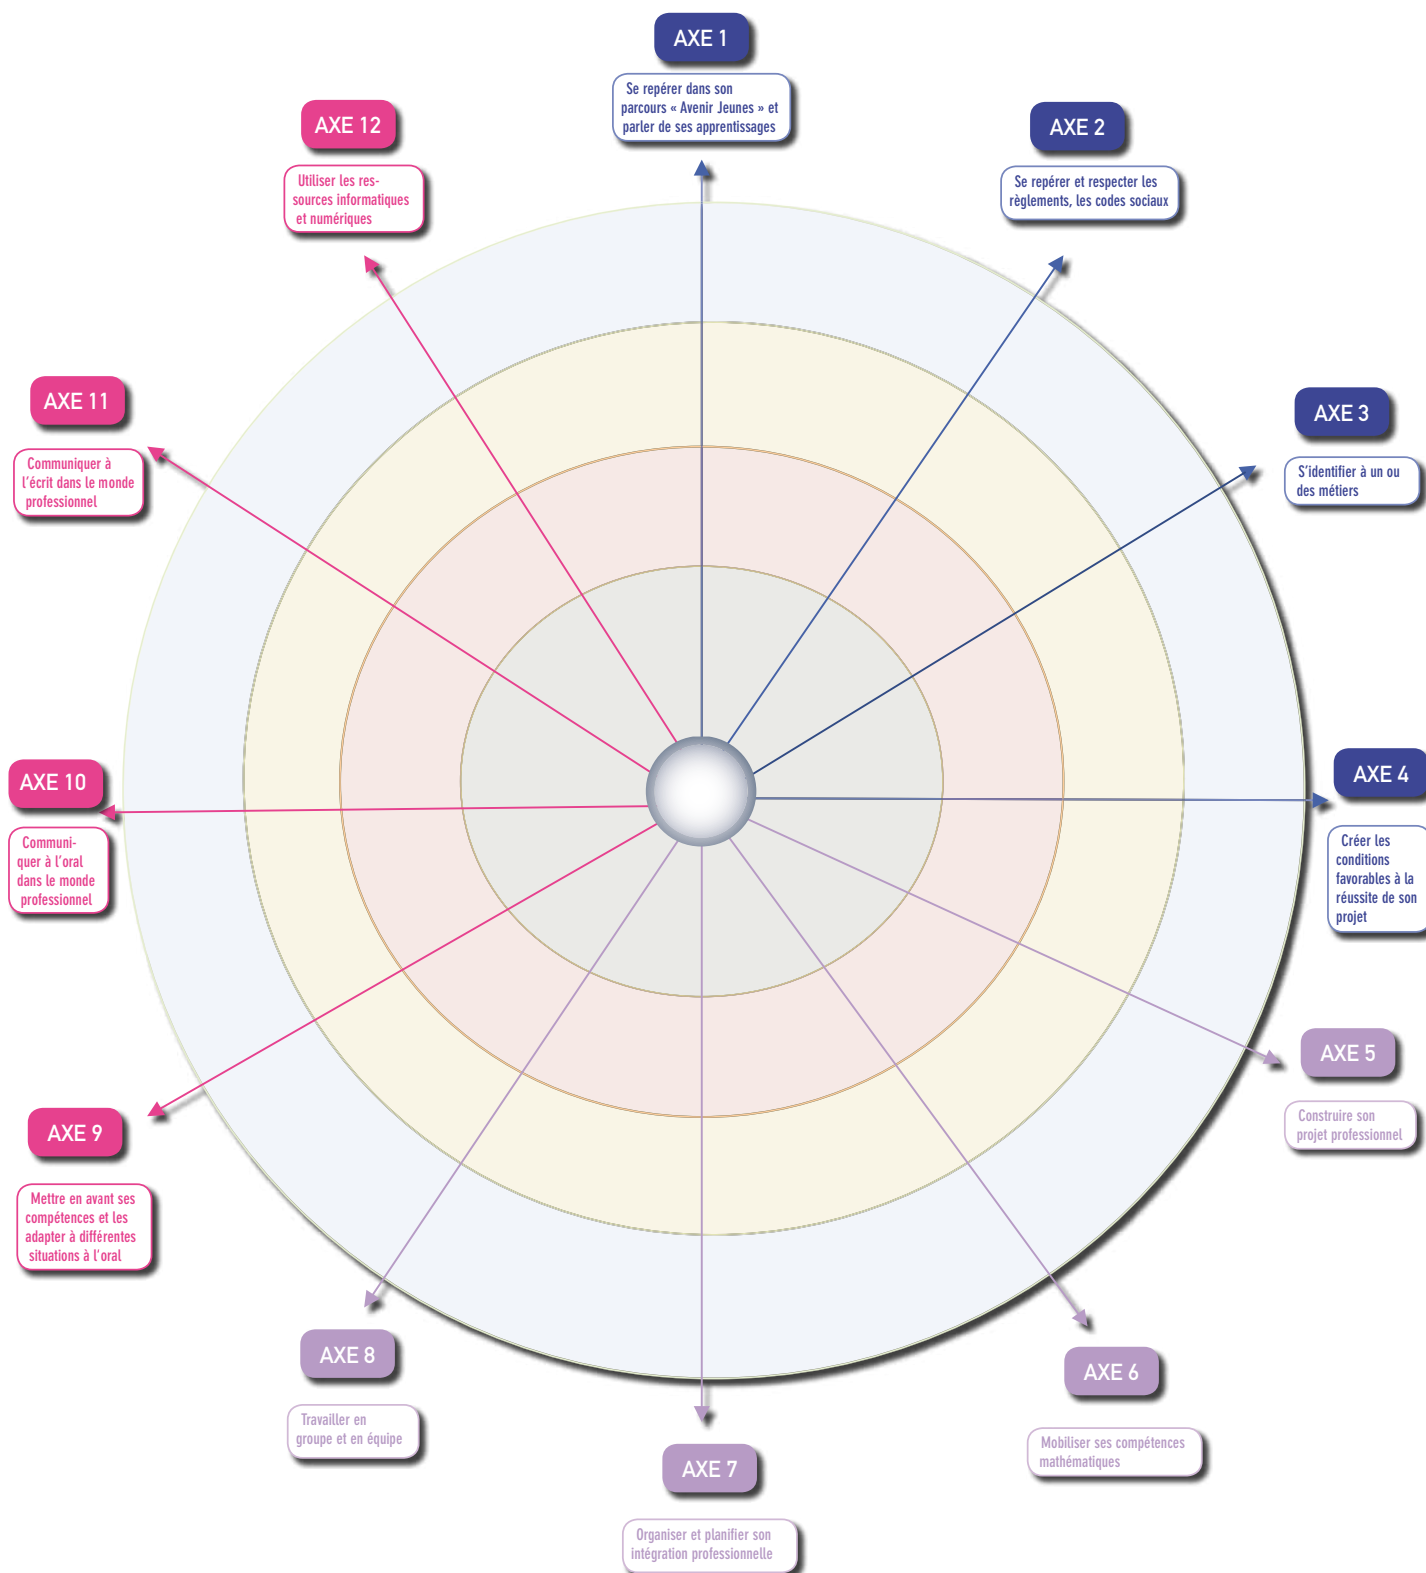 AXE 1
Se repérer dans son
parcours « Avenir Jeunes » et
parler de ses apprentissages
AXE 2
Se repérer et respecter les
règlements, les codes sociaux
AXE 3
S'identifier à un ou
des métiers
AXE 4
Créer les
conditions
favorables à la
réussite de son
projet
AXE 5
Construire son
projet professionnel
AXE 6
Mobiliser ses compétences
mathématiques
AXE 7
Organiser et planifier son
intégration professionnelle
AXE 8
Travailler en
groupe et en équipe
AXE 9
Mettre en avant ses
compétences et les
adapter à différentes
situations à l'oral
AXE 10
Communi-
quer à l'oral
dans le monde
professionnel
AXE 11
Communiquer à
l'écrit dans le monde
professionnel
AXE 12
Utiliser les res-
sources informatiques
et numériques